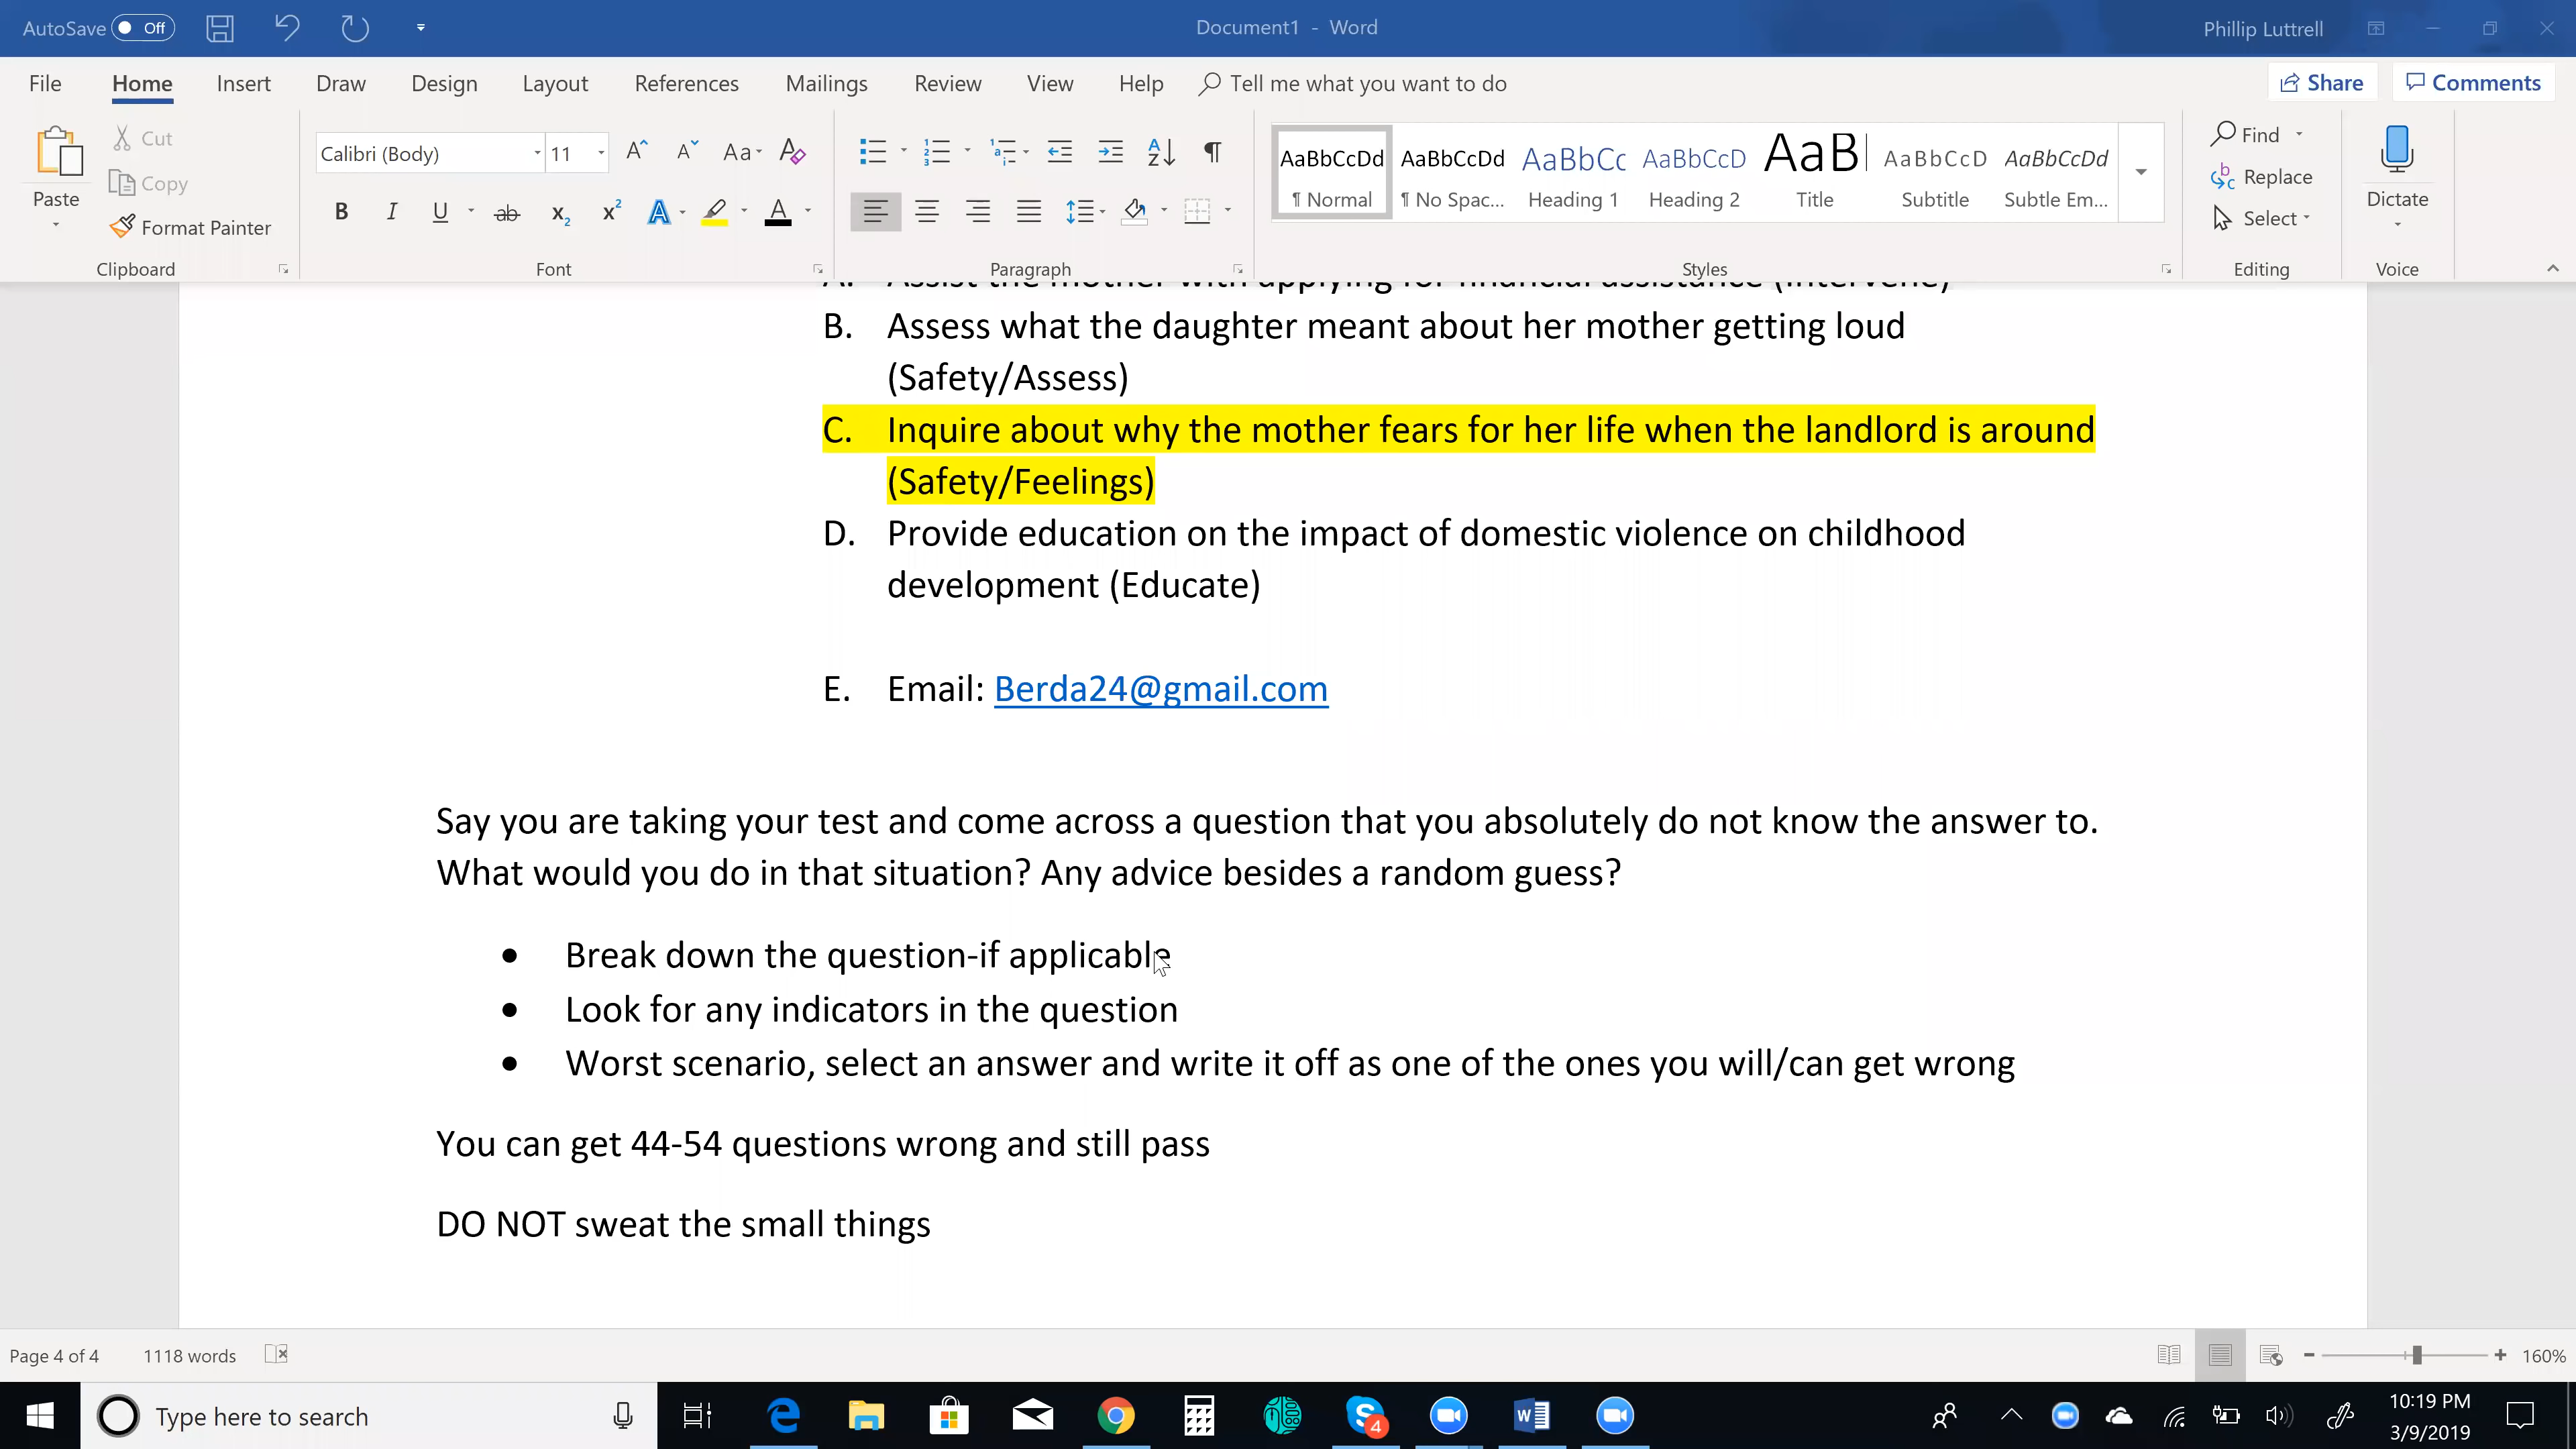 AutoSave Off Document1 - Word Phillip Luttrell
File Home Insert Draw Design Layout References Mailings Review View Help Tell me what you want to do Share Comments
Paste Cut Copy Format Painter Clipboard
Calibri (Body) 11 Font
Paragraph
AaBbCcDd AaBbCcDd AaBbCc AaBbCcD AaB AaBbCcD AaBbCcDd
¶ Normal ¶ No Spac... Heading 1 Heading 2 Title Subtitle Subtle Em...
Styles
Find Replace Select Editing
Dictate Voice
A. Assist the mother with applying for financial assistance (Intervene)
B. Assess what the daughter meant about her mother getting loud
(Safety/Assess)
C. Inquire about why the mother fears for her life when the landlord is around
(Safety/Feelings)
D. Provide education on the impact of domestic violence on childhood
development (Educate)
E. Email: Berda24@gmail.com
Say you are taking your test and come across a question that you absolutely do not know the answer to.
What would you do in that situation? Any advice besides a random guess?
• Break down the question-if applicable
• Look for any indicators in the question
• Worst scenario, select an answer and write it off as one of the ones you will/can get wrong
You can get 44-54 questions wrong and still pass
DO NOT sweat the small things
Page 4 of 4 1118 words 160%
Type here to search 4 10:19 PM
3/9/2019